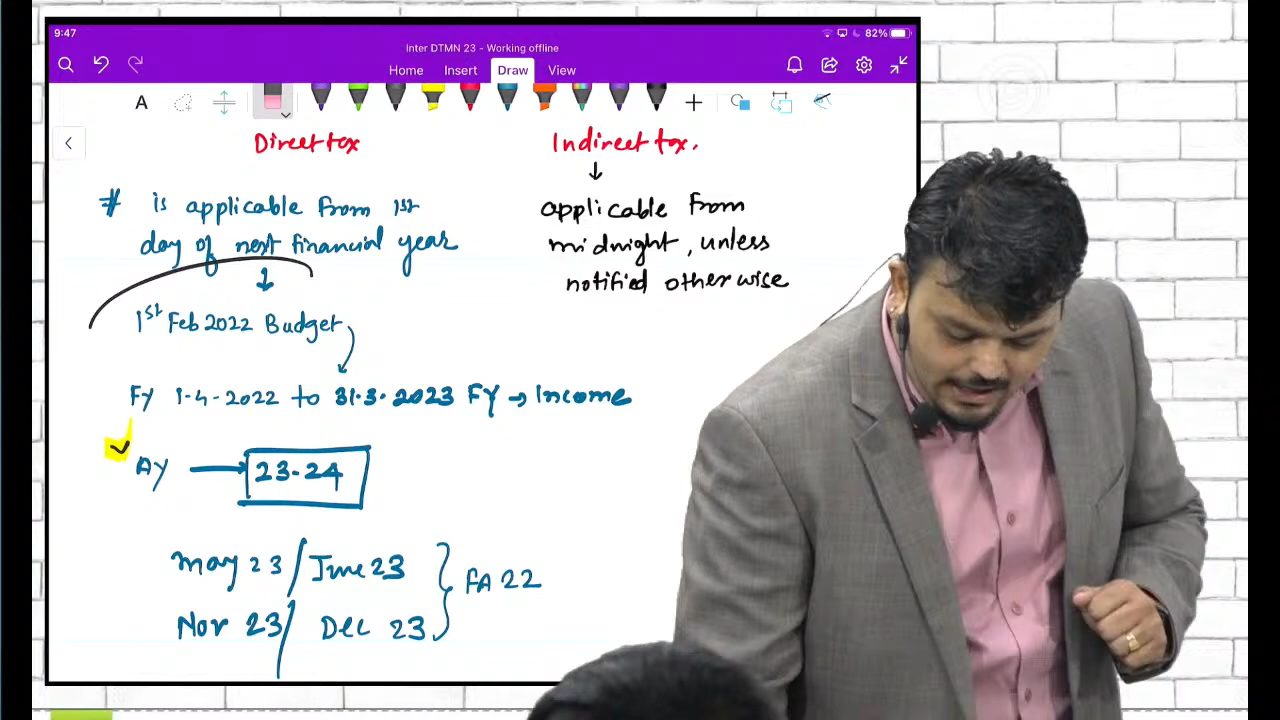 9:47
82%
Inter DTMN 23 - Working offline
Home Insert Draw View
A
Direct tax
Indirect tax.
# is applicable from 1st
day of next financial year
applicable from
midnight, unless
notified otherwise
1st Feb 2022 Budget
FY 1-4-2022 to 31.3.2023 FY → Income
AY → 23-24
may 23 / June 23
Nov 23 / Dec 23
FA 22